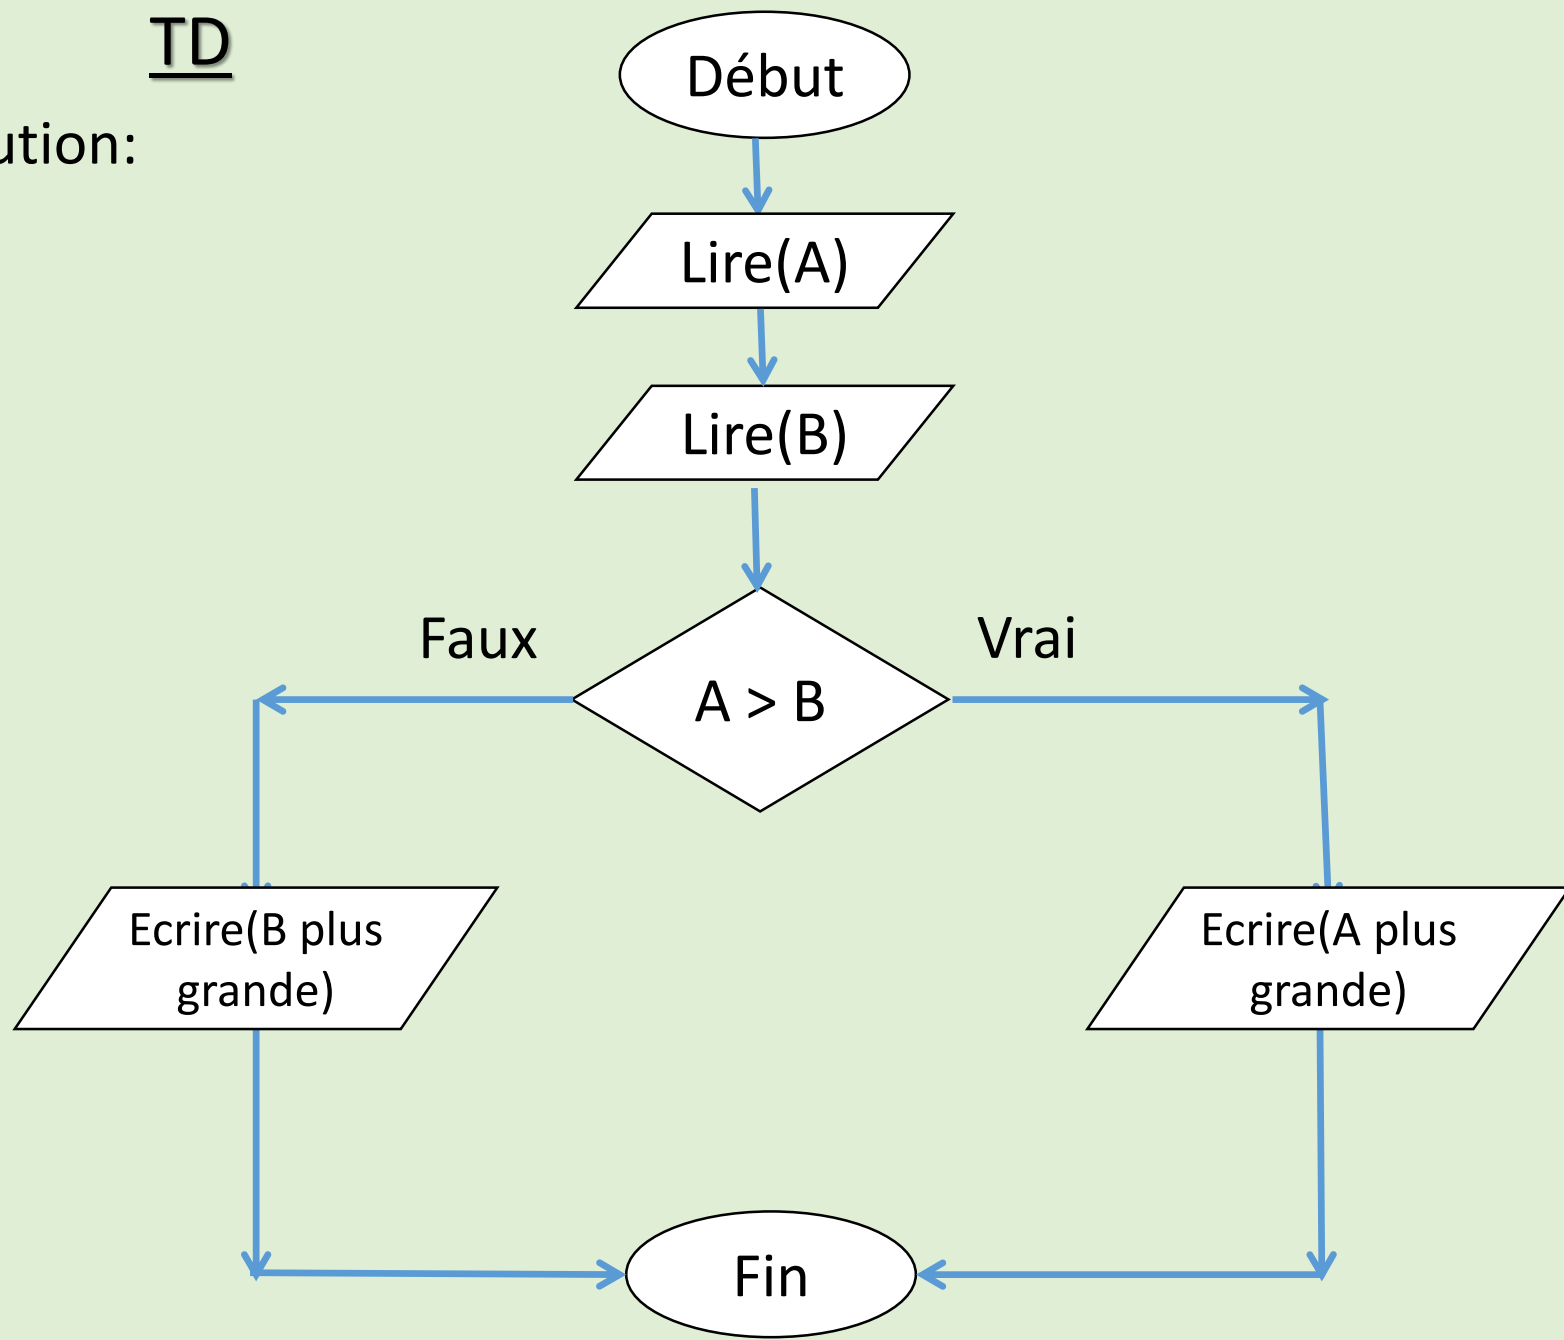 TD
Début
ution:
Lire(A)
Lire(B)
Faux
Vrai
A > B
Ecrire(B plus
grande)
Ecrire(A plus
grande)
Fin